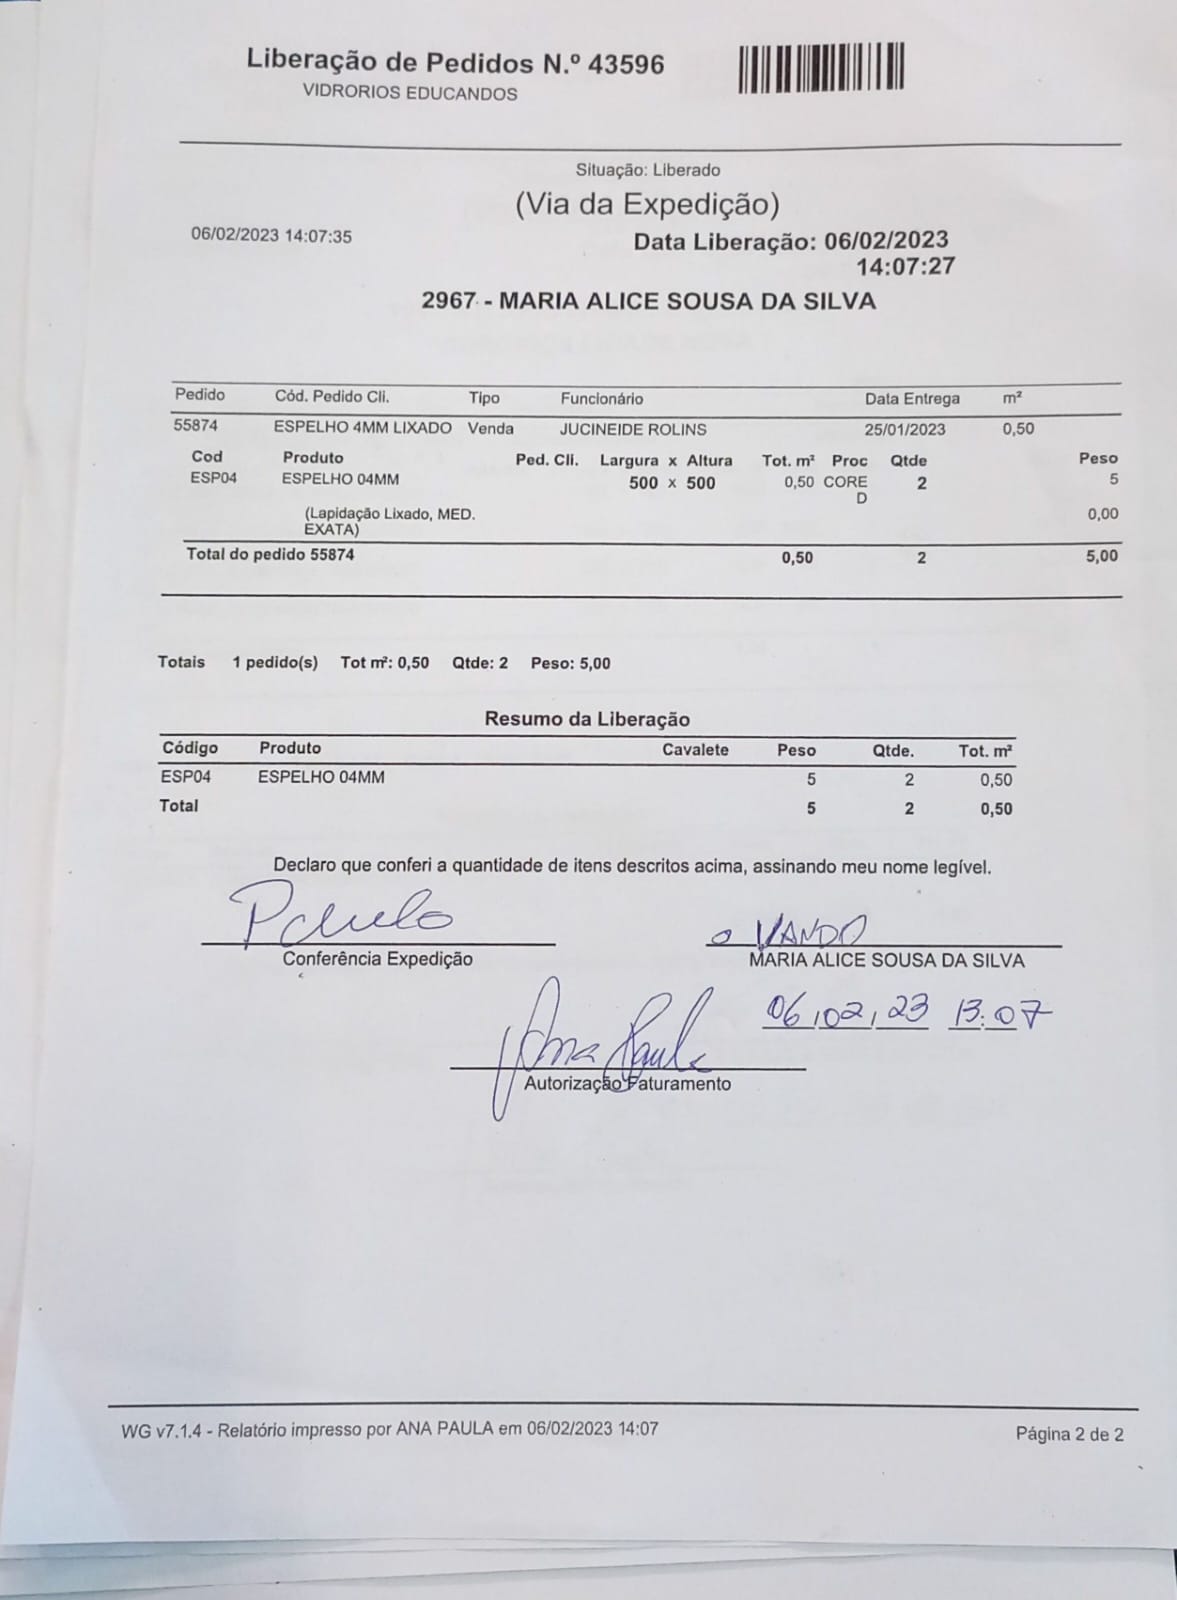 Liberação de Pedidos N.º 43596
VIDRORIOS EDUCANDOS
Situação: Liberado
(Via da Expedição)
06/02/2023 14:07:35
Data Liberação: 06/02/2023
14:07:27
2967 - MARIA ALICE SOUSA DA SILVA
Pedido Cód. Pedido Cli. Tipo Funcionário Data Entrega m²
55874 ESPELHO 4MM LIXADO Venda JUCINEIDE ROLINS 25/01/2023 0,50
Cod Produto Ped. Cli. Largura x Altura Tot. m² Proc Qtde Peso
ESP04 ESPELHO 04MM 500 x 500 0,50 CORE 2 5
D
(Lapidação Lixado, MED. 0,00
EXATA)
Total do pedido 55874 0,50 2 5,00
Totais 1 pedido(s) Tot m²: 0,50 Qtde: 2 Peso: 5,00
Resumo da Liberação
Código Produto Cavalete Peso Qtde. Tot. m²
ESP04 ESPELHO 04MM 5 2 0,50
Total 5 2 0,50
Declaro que conferi a quantidade de itens descritos acima, assinando meu nome legível.
Paulo VANDO
Conferência Expedição MARIA ALICE SOUSA DA SILVA
06,02,23 13:07
Ana Paula
Autorização Faturamento
WG v7.1.4 - Relatório impresso por ANA PAULA em 06/02/2023 14:07
Página 2 de 2